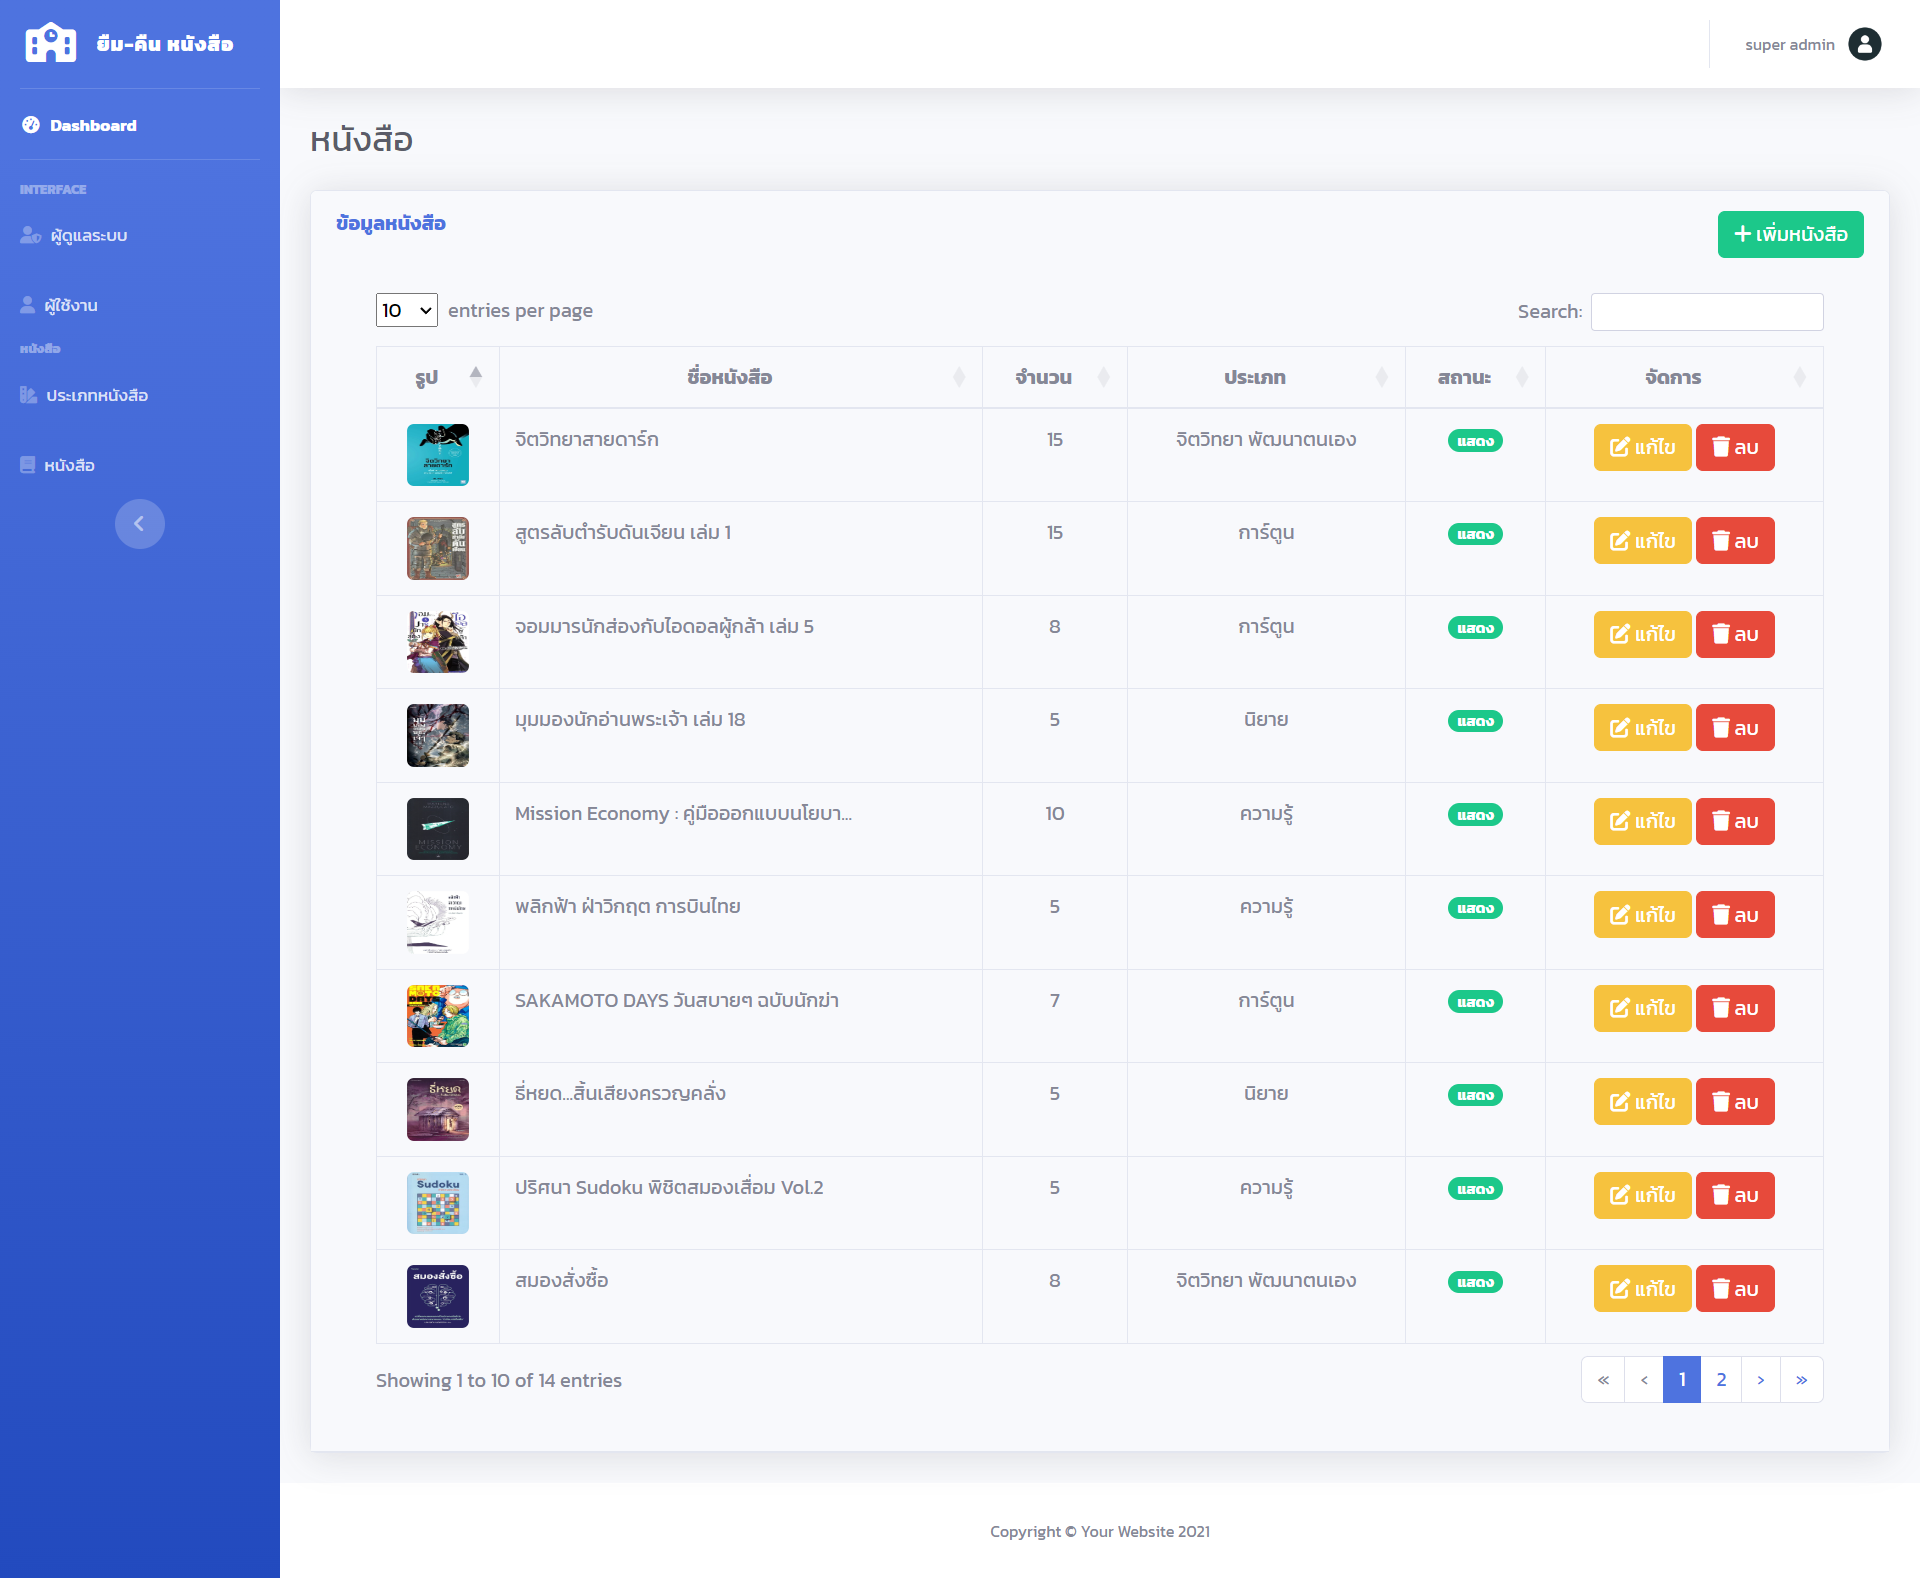 ยืม-คืน หนังสือ
super admin
Dashboard
INTERFACE
ผู้ดูแลระบบ
ผู้ใช้งาน
หนังสือ
ประเภทหนังสือ
หนังสือ
หนังสือ
ข้อมูลหนังสือ
เพิ่มหนังสือ
10 entries per page Search:
รูป ชื่อหนังสือ จำนวน ประเภท สถานะ จัดการ
จิตวิทยาสายดาร์ก 15 จิตวิทยา พัฒนาตนเอง แสดง แก้ไข ลบ
สูตรลับตำรับดันเจียน เล่ม 1 15 การ์ตูน แสดง แก้ไข ลบ
จอมมารนักส่องกับไอดอลผู้กล้า เล่ม 5 8 การ์ตูน แสดง แก้ไข ลบ
มุมมองนักอ่านพระเจ้า เล่ม 18 5 นิยาย แสดง แก้ไข ลบ
MISSION ECONOMY Mission Economy : คู่มือออกแบบนโยบา... 10 ความรู้ แสดง แก้ไข ลบ
พลิกฟ้า ฝ่าวิกฤต การบินไทย 5 ความรู้ แสดง แก้ไข ลบ
DAYS SAKAMOTO DAYS วันสบายๆ ฉบับนักฆ่า 7 การ์ตูน แสดง แก้ไข ลบ
ธี่หยด ธี่หยด...สิ้นเสียงครวญคลั่ง 5 นิยาย แสดง แก้ไข ลบ
Sudoku ปริศนา Sudoku พิชิตสมองเสื่อม Vol.2 5 ความรู้ แสดง แก้ไข ลบ
สมองสั่งซื้อ สมองสั่งซื้อ 8 จิตวิทยา พัฒนาตนเอง แสดง แก้ไข ลบ
Showing 1 to 10 of 14 entries « ‹ 1 2 › »
Copyright © Your Website 2021